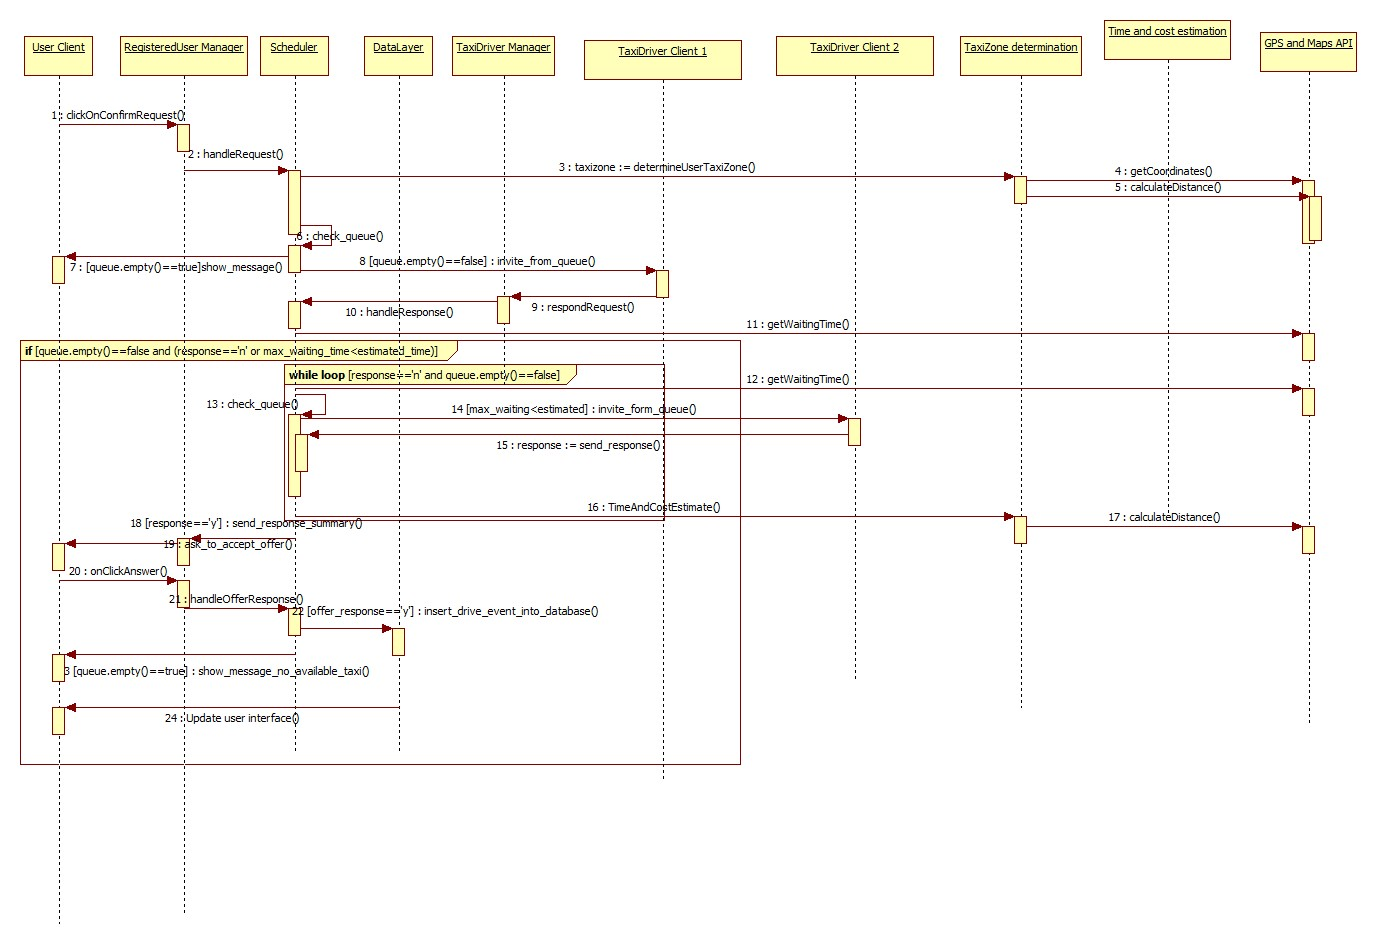 User Client
RegisteredUser Manager
Scheduler
DataLayer
TaxiDriver Manager
TaxiDriver Client 1
TaxiDriver Client 2
TaxiZone determination
Time and cost estimation
GPS and Maps API
1 : clickOnConfirmRequest()
2 : handleRequest()
3 : taxizone := determineUserTaxiZone()
4 : getCoordinates()
5 : calculateDistance()
6 : check_queue()
7 : [queue.empty()==true]show_message()
8 [queue.empty()==false] : invite_from_queue()
9 : respondRequest()
10 : handleResponse()
11 : getWaitingTime()
if [queue.empty()==false and (response=='n' or max_waiting_time<estimated_time)]
while loop [response=='n' and queue.empty()==false]
12 : getWaitingTime()
13 : check_queue()
14 [max_waiting<estimated] : invite_form_queue()
15 : response := send_response()
16 : TimeAndCostEstimate()
17 : calculateDistance()
18 [response=='y'] : send_response_summary()
19 : ask_to_accept_offer()
20 : onClickAnswer()
21 : handleOfferResponse()
22 [offer_response=='y'] : insert_drive_event_into_database()
3 [queue.empty()==true] : show_message_no_available_taxi()
24 : Update user interface()